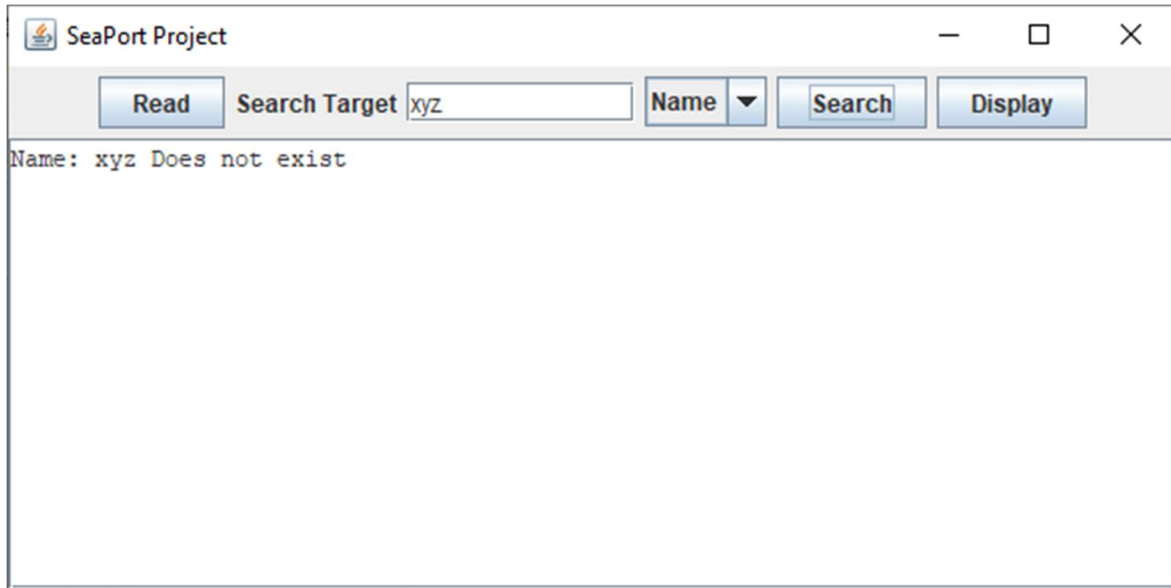 SeaPort Project
Read Search Target xyz Name Search Display
Name: xyz Does not exist